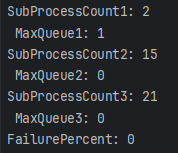 SubProcessCount1: 2
MaxQueue1: 1
SubProcessCount2: 15
MaxQueue2: 0
SubProcessCount3: 21
MaxQueue3: 0
FailurePercent: 0